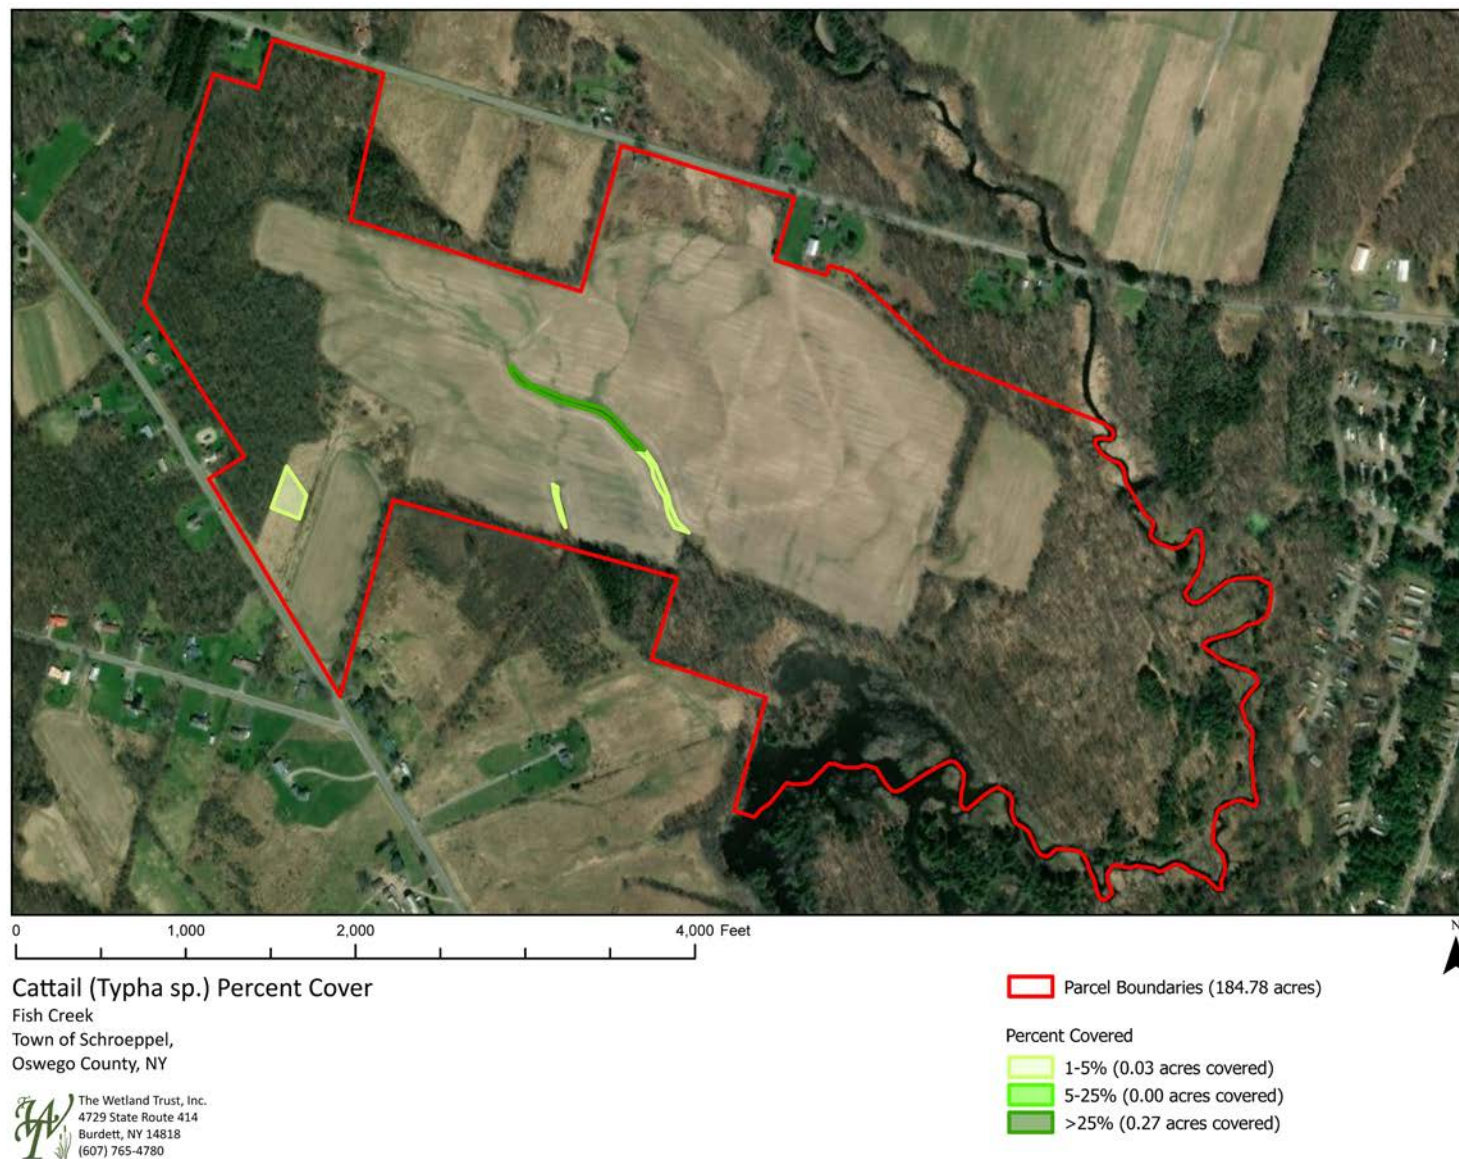 0 1,000 2,000 4,000 Feet
N
Cattail (Typha sp.) Percent Cover
Fish Creek
Town of Schroeppel,
Oswego County, NY
The Wetland Trust, Inc.
4729 State Route 414
Burdett, NY 14818
(607) 765-4780
Parcel Boundaries (184.78 acres)
Percent Covered
1-5% (0.03 acres covered)
5-25% (0.00 acres covered)
>25% (0.27 acres covered)